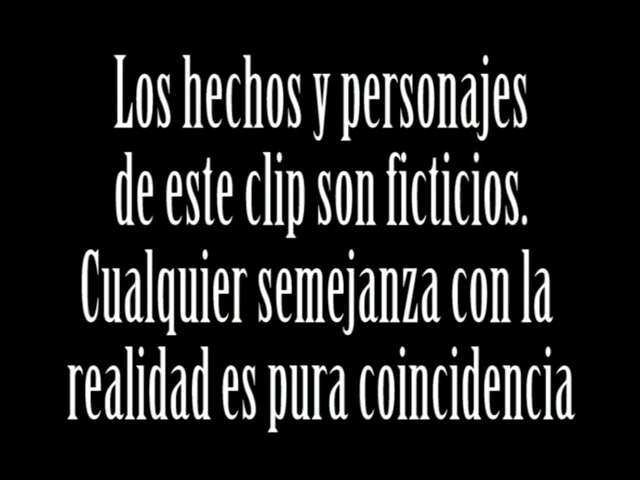 Los hechos y personajes
de este clip son ficticios.
Cualquier semejanza con la
realidad es pura coincidencia